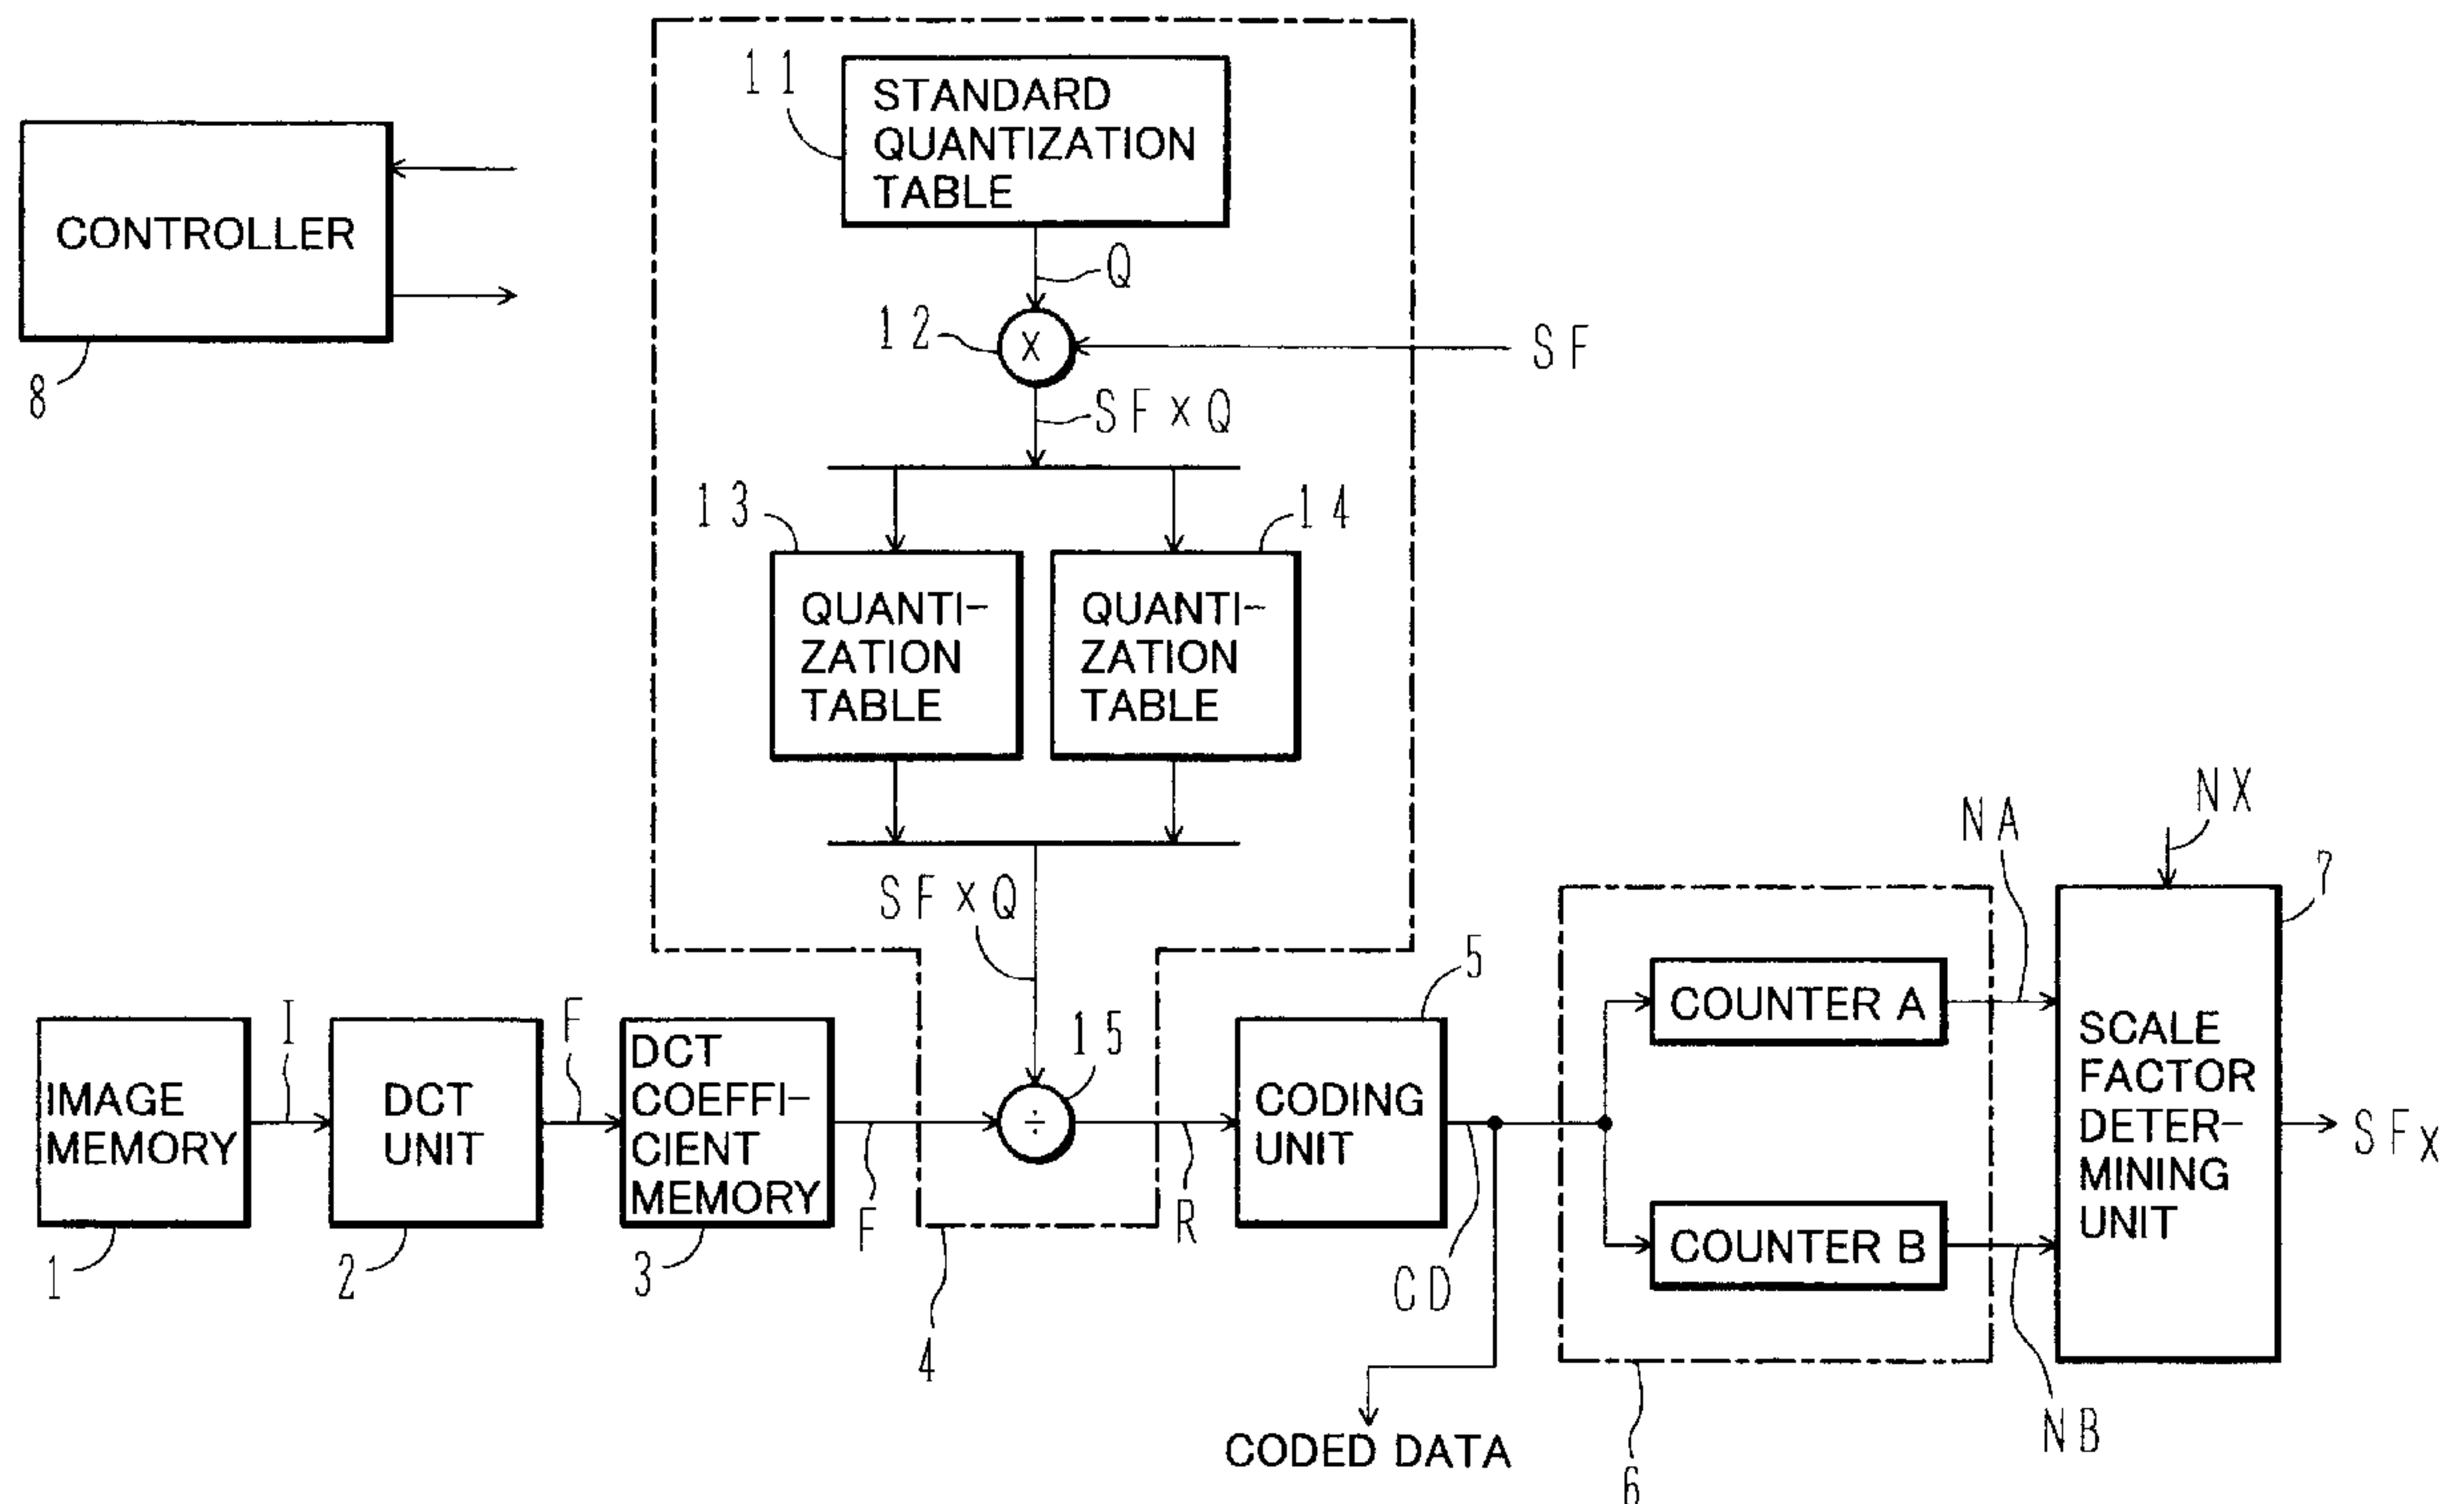 11
STANDARD
QUANTIZATION
TABLE
CONTROLLER
8
Q
12
X
SF
SF x Q
13
14
QUANTI-
ZATION
TABLE
QUANTI-
ZATION
TABLE
SF x Q
NX
NA
7
5
I
F
15
IMAGE
MEMORY
DCT
UNIT
DCT
COEFFI-
CIENT
MEMORY
÷
CODING
UNIT
COUNTER A
COUNTER B
SCALE
FACTOR
DETER-
MINING
UNIT
SFX
1
2
3
F
R
4
CD
CODED DATA
6
NB